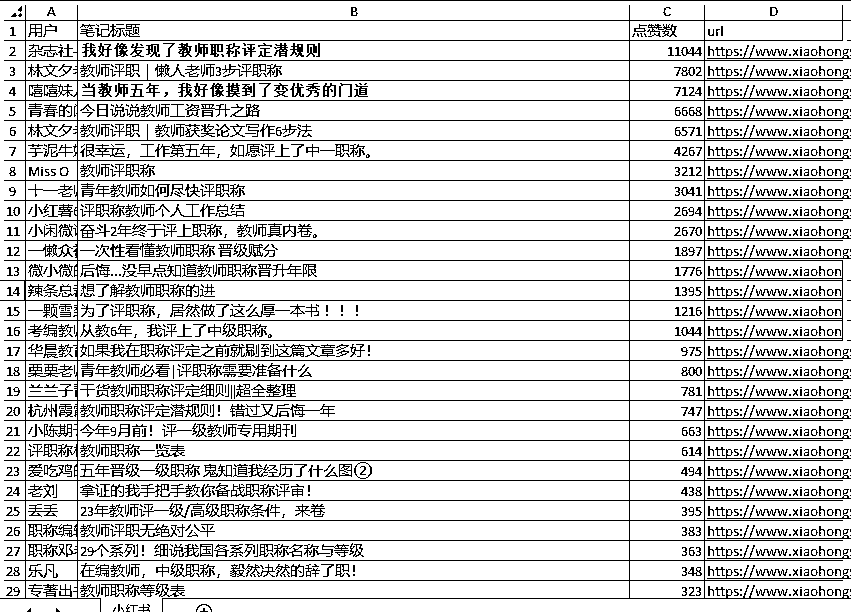 A B C D
1 用户 笔记标题 点赞数 url
2 杂志社 我好像发现了教师职称评定潜规则 11044 https://www.xiaohong
3 林文夕 教师评职｜懒人老师3步评职称 7802 https://www.xiaohong
4 嘻嘻妹 当教师五年，我好像摸到了变优秀的门道 7124 https://www.xiaohong
5 青春的 今日说说教师工资晋升之路 6668 https://www.xiaohong
6 林文夕 教师评职｜教师获奖论文写作6步法 6571 https://www.xiaohong
7 芋泥牛 很幸运，工作第五年，如愿评上了中一职称。 4267 https://www.xiaohong
8 Miss O 教师评职称 3212 https://www.xiaohong
9 十一老 青年教师如何尽快评职称 3041 https://www.xiaohong
10 小红薯 评职称教师个人工作总结 2694 https://www.xiaohong
11 小闲微 奋斗2年终于评上职称，教师真内卷。 2670 https://www.xiaohong
12 一懒众 一次性看懂教师职称 晋级赋分 1897 https://www.xiaohong
13 微小微 后悔...没早点知道教师职称晋升年限 1776 https://www.xiaohon
14 辣条总 想了解教师职称的进 1395 https://www.xiaohon
15 一颗雪 为了评职称，居然做了这么厚一本书！！！ 1216 https://www.xiaohon
16 考编教 从教6年，我评上了中级职称。 1044 https://www.xiaohon
17 华晨教 如果我在职称评定之前就刷到这篇文章多好！ 975 https://www.xiaohong
18 栗栗老 青年教师必看|评职称需要准备什么 800 https://www.xiaohong
19 兰兰子 干货教师职称评定细则||超全整理 781 https://www.xiaohong
20 杭州霞 教师职称评定潜规则！错过又后悔一年 747 https://www.xiaohong
21 小陈期 今年9月前！评一级教师专用期刊 663 https://www.xiaohong
22 评职称 教师职称一览表 614 https://www.xiaohong
23 爱吃鸡 五年晋级一级职称 鬼知道我经历了什么图② 494 https://www.xiaohong
24 老刘 拿证的我手把手教你备战职称评审！ 438 https://www.xiaohong
25 丢丢 23年教师评一级/高级职称条件，来卷 395 https://www.xiaohong
26 职称编 教师评职无绝对公平 383 https://www.xiaohong
27 职称邓 29个系列！细说我国各系列职称名称与等级 363 https://www.xiaohong
28 乐凡 在编教师，中级职称，毅然决然的辞了职！ 348 https://www.xiaohong
29 专著出 教师职称等级表 323 https://www.xiaohong
小红书